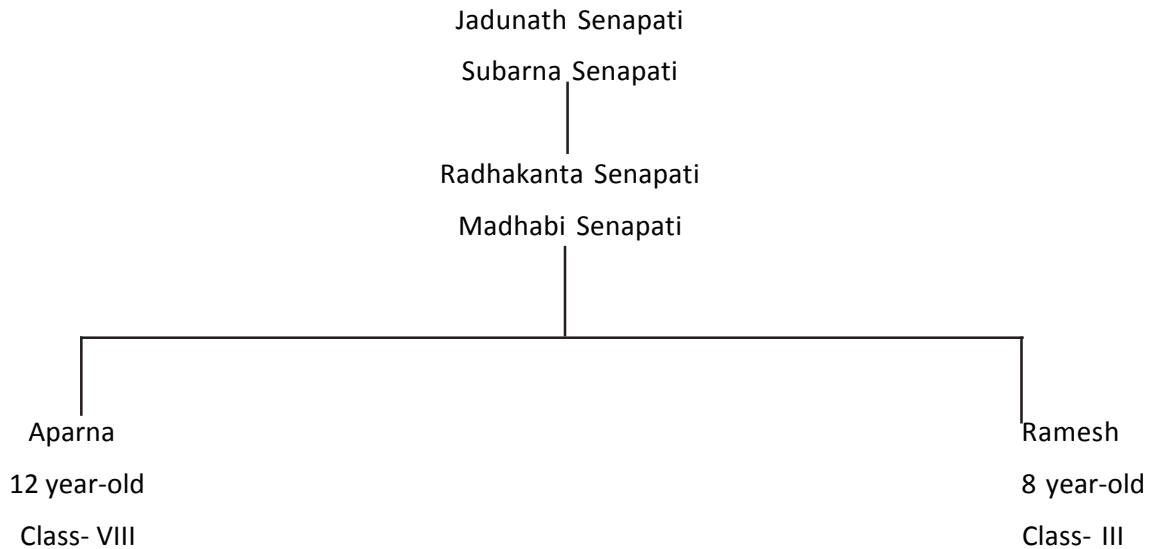 Jadunath Senapati
Subarna Senapati
Radhakanta Senapati
Madhabi Senapati
Aparna
12 year-old
Class- VIII
Ramesh
8 year-old
Class- III